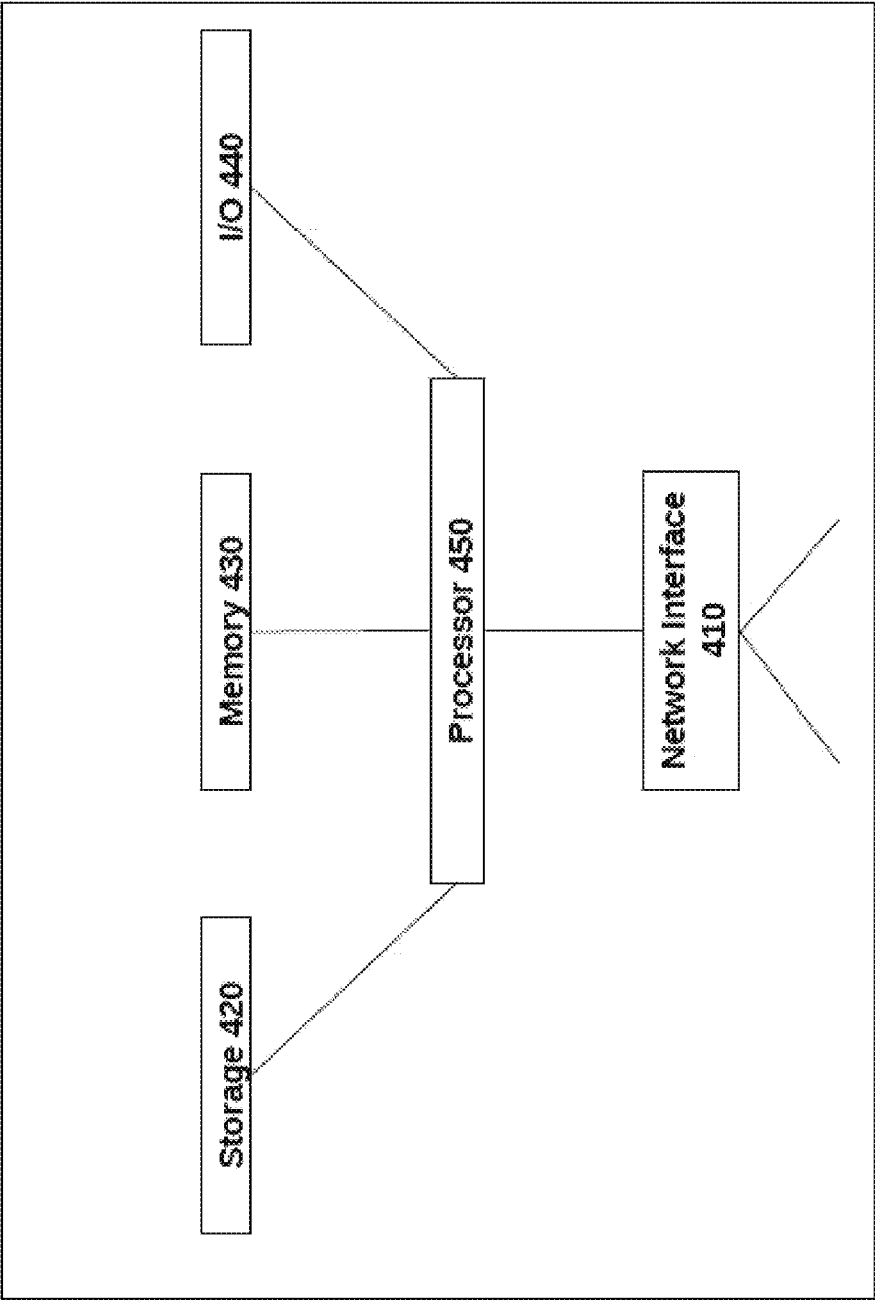 Storage 420
Memory 430
I/O 440
Processor 450
Network Interface
410